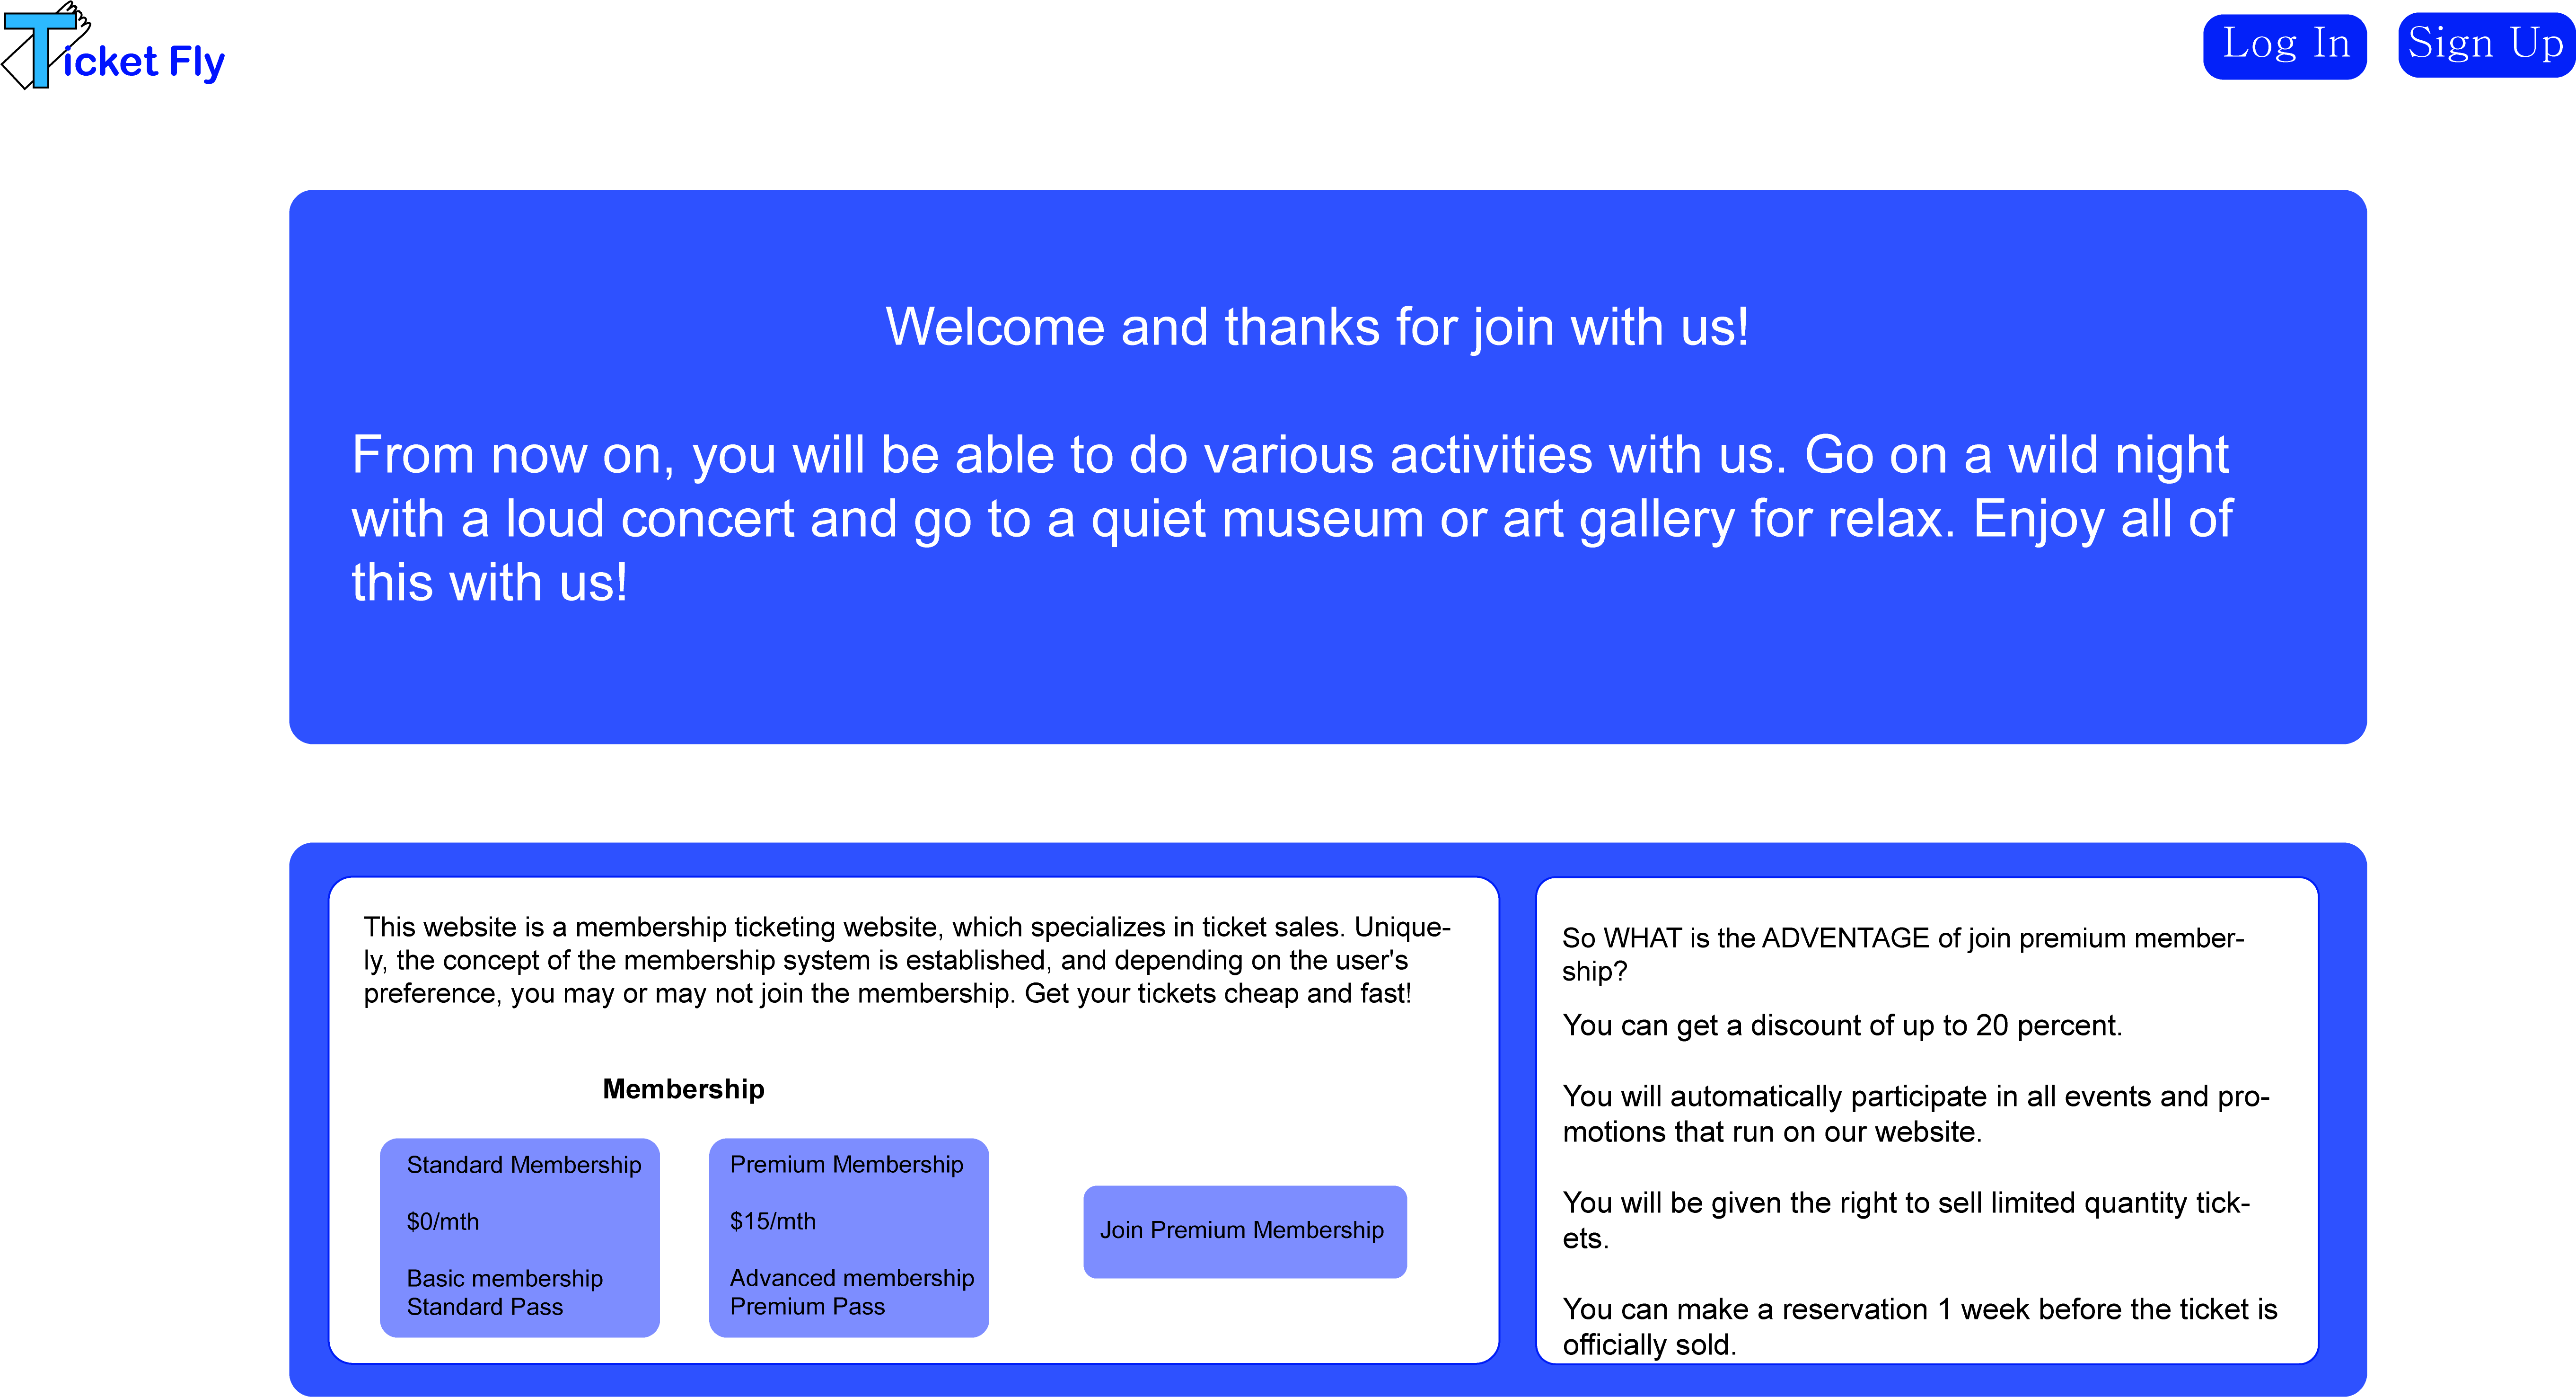 Ticket Fly
Log In
Sign Up
Welcome and thanks for join with us!
From now on, you will be able to do various activities with us. Go on a wild night
with a loud concert and go to a quiet museum or art gallery for relax. Enjoy all of
this with us!
This website is a membership ticketing website, which specializes in ticket sales. Unique-
ly, the concept of the membership system is established, and depending on the user's
preference, you may or may not join the membership. Get your tickets cheap and fast!
Membership
Standard Membership
$0/mth
Basic membership
Standard Pass
Premium Membership
$15/mth
Advanced membership
Premium Pass
Join Premium Membership
So WHAT is the ADVENTAGE of join premium member-
ship?
You can get a discount of up to 20 percent.
You will automatically participate in all events and pro-
motions that run on our website.
You will be given the right to sell limited quantity tick-
ets.
You can make a reservation 1 week before the ticket is
officially sold.